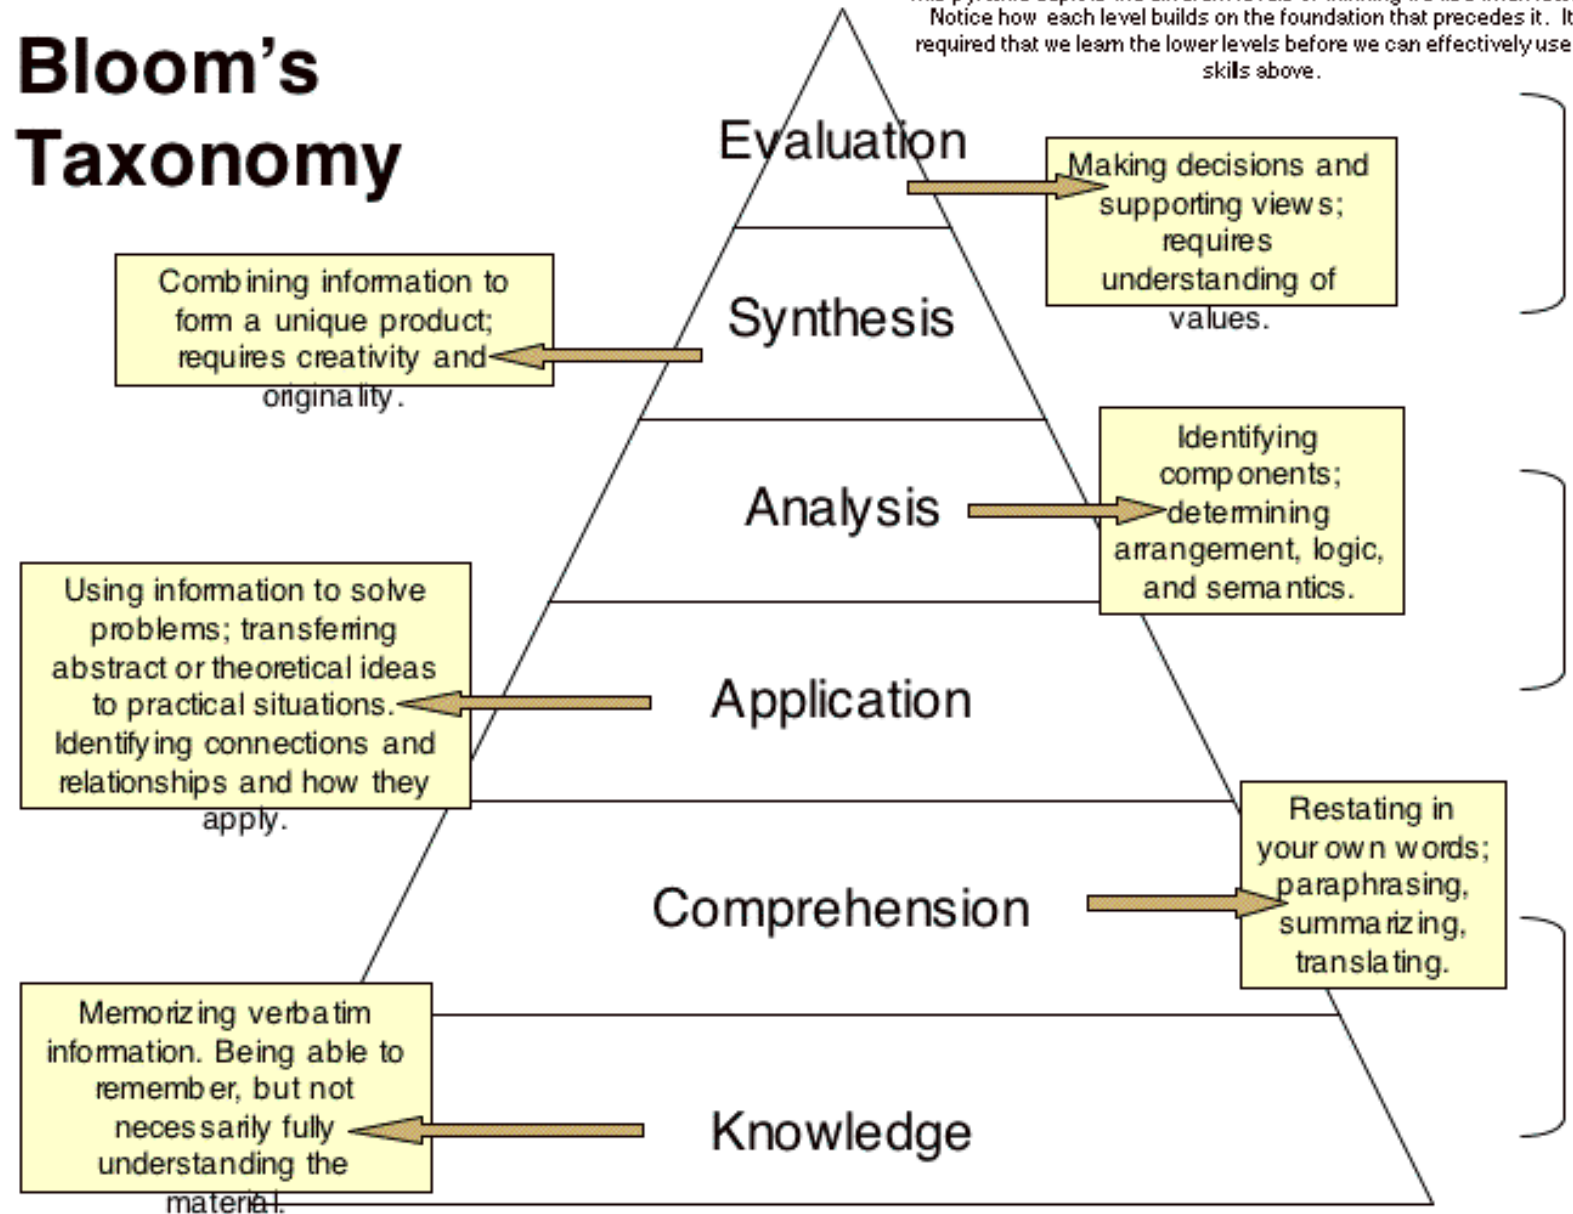 Bloom's
Taxonomy
Notice how each level builds on the foundation that precedes it. It
required that we learn the lower levels before we can effectively use
skills above.
Evaluation
Making decisions and
supporting views;
requires
understanding of
values.
Combining information to
form a unique product;
requires creativity and
originality.
Synthesis
Identifying
components;
determining
arrangement, logic,
and semantics.
Analysis
Using information to solve
problems; transferring
abstract or theoretical ideas
to practical situations.
Identifying connections and
relationships and how they
apply.
Application
Restating in
your own words;
paraphrasing,
summarizing,
translating.
Comprehension
Memorizing verbatim
information. Being able to
remember, but not
necessarily fully
understanding the
material.
Knowledge